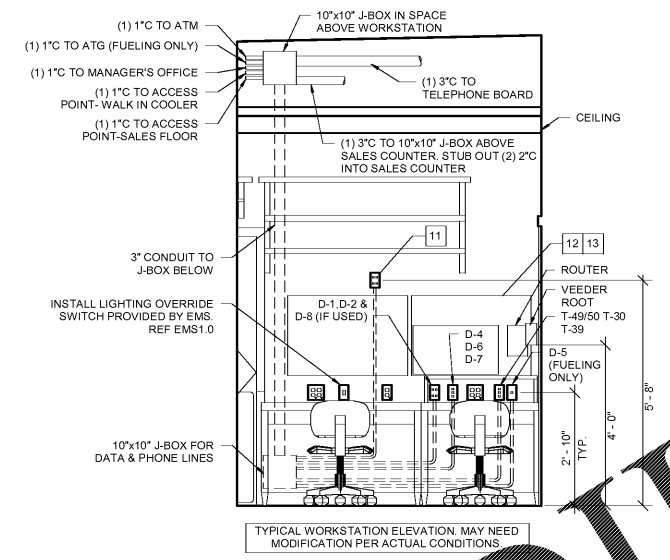 (1) 1"C TO ATM
(1) 1"C TO ATG (FUELING ONLY)
(1) 1"C TO MANAGER'S OFFICE
(1) 1"C TO ACCESS
POINT- WALK IN COOLER
(1) 1"C TO ACCESS
POINT-SALES FLOOR
10"x10" J-BOX IN SPACE
ABOVE WORKSTATION
(1) 3"C TO
TELEPHONE BOARD
CEILING
(1) 3"C TO 10"x10" J-BOX ABOVE
SALES COUNTER. STUB OUT (2) 2"C
INTO SALES COUNTER
11
12 13
3" CONDUIT TO
J-BOX BELOW
ROUTER
VEEDER
ROOT
T-49/50 T-30
T-39
INSTALL LIGHTING OVERRIDE
SWITCH PROVIDED BY EMS.
REF EMS1.0
D-1,D-2 &
D-8 (IF USED)
D-4
D-6
D-7
D-5
(FUELING
ONLY)
5' - 8"
4' - 0"
2' - 10"
TYP.
10"x10" J-BOX FOR
DATA & PHONE LINES
TYPICAL WORKSTATION ELEVATION. MAY NEED
MODIFICATION PER ACTUAL CONDITIONS.